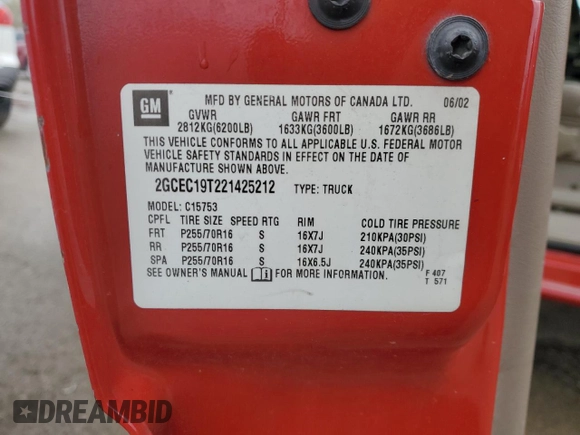 GM
MFD BY GENERAL MOTORS OF CANADA LTD. 06/02
GVWR GAWR FRT GAWR RR
2812KG(6200LB) 1633KG(3600LB) 1672KG(3686LB)
THIS VEHICLE CONFORMS TO ALL APPLICABLE U.S. FEDERAL MOTOR
VEHICLE SAFETY STANDARDS IN EFFECT ON THE DATE OF
MANUFACTURE SHOWN ABOVE.
2GCEC19T221425212 TYPE: TRUCK
MODEL: C15753
CPFL TIRE SIZE SPEED RTG RIM COLD TIRE PRESSURE
FRT P255/70R16 S 16X7J 210KPA(30PSI)
RR P255/70R16 S 16X7J 240KPA(35PSI)
SPA P255/70R16 S 16X6.5J 240KPA(35PSI)
SEE OWNER'S MANUAL FOR MORE INFORMATION.
F 407
T 571
DREAMBID